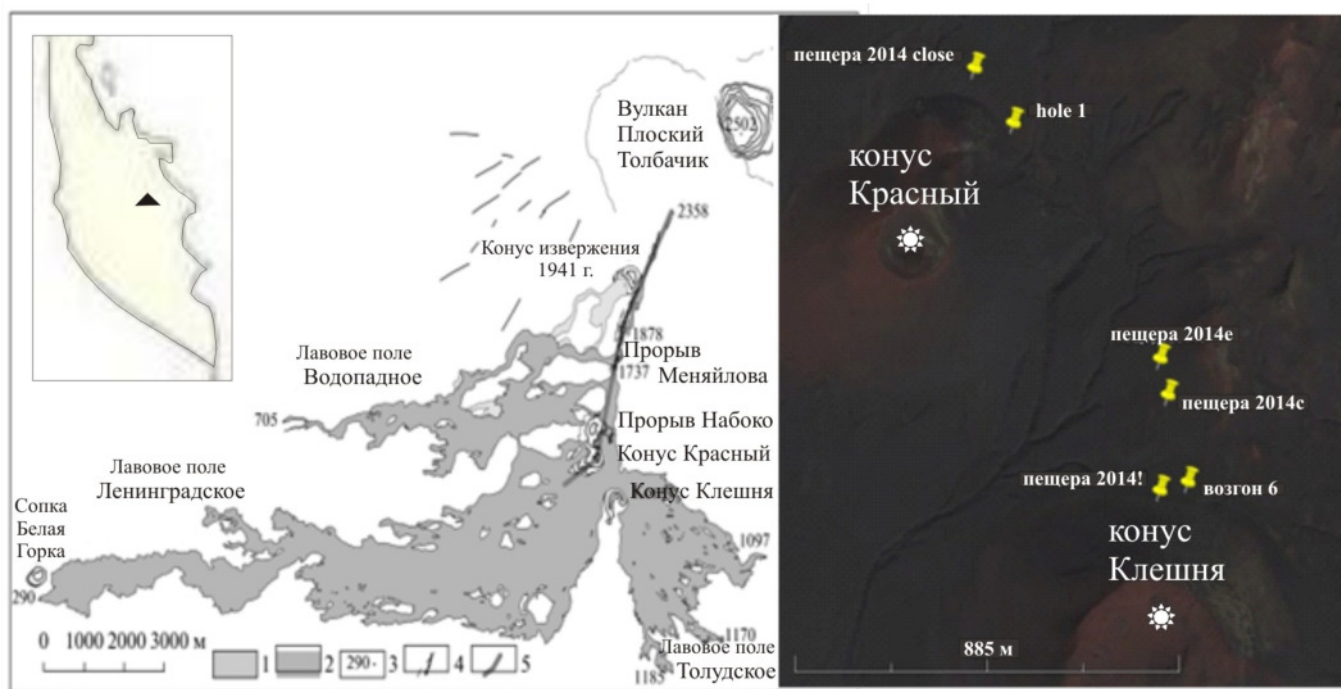 Вулкан
Плоский
Толбачик
2502
2358
Конус извержения
1941 г.
1878
Прорыв
1737
Меняйлова
Лавовое поле
Водопадное
705
Прорыв Набоко
Конус Красный
Лавовое поле
Ленинградское
Конус Клешня
Сопка
Белая
Горка
1097
290
0 1000 2000 3000 м
1
2
290
3
4
5
1170
Лавовое поле
Толудское
1185
пещера 2014 close
hole 1
конус
Красный
пещера 2014е
пещера 2014с
пещера 2014!
возгон 6
конус
Клешня
885 м